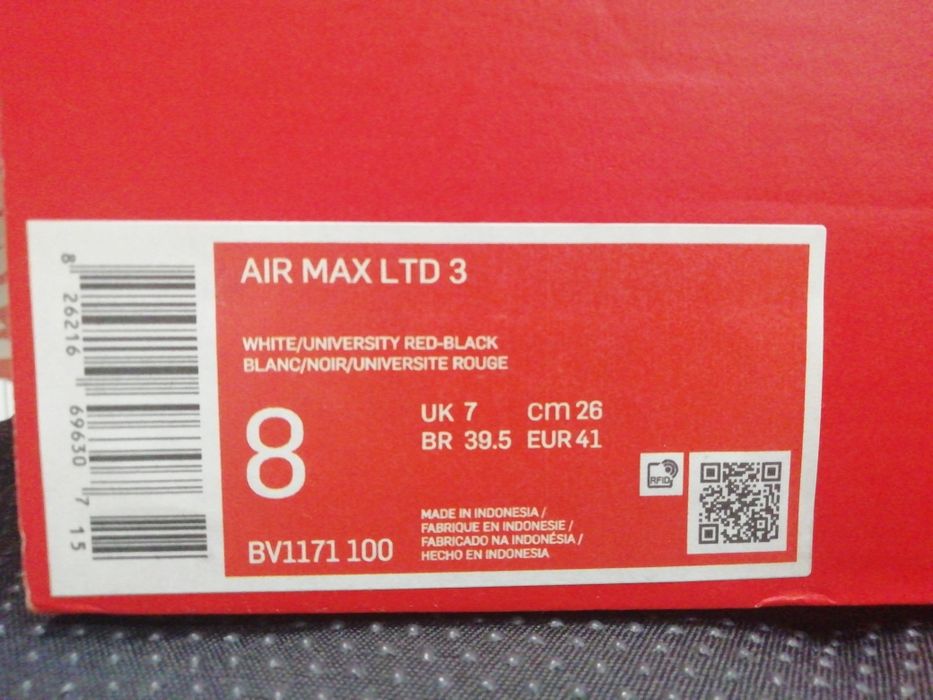 AIR MAX LTD 3
WHITE/UNIVERSITY RED-BLACK
BLANC/NOIR/UNIVERSITE ROUGE
8
UK 7 cm 26
BR 39.5 EUR 41
RFID
BV1171 100
MADE IN INDONESIA /
FABRIQUE EN INDONESIE /
FABRICADO NA INDONÉSIA /
HECHO EN INDONESIA
8 26216 69630 7 15